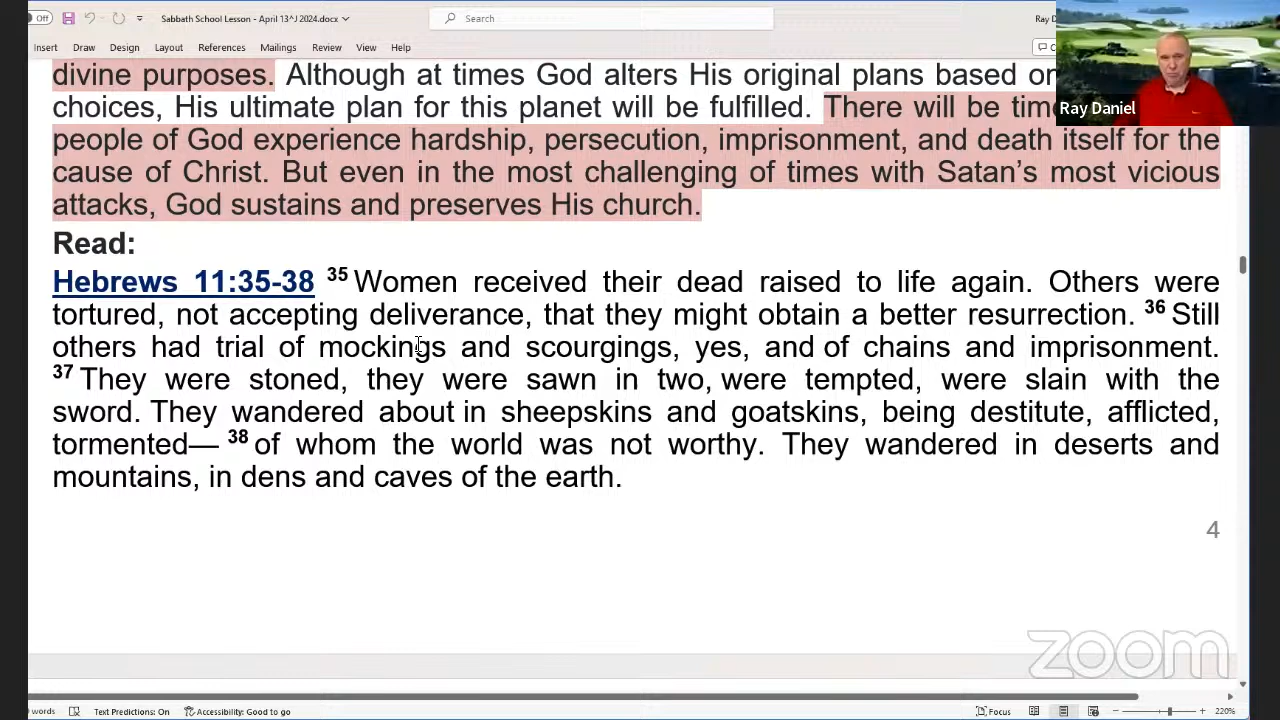 Off
Sabbath School Lesson - April 13^J 2024.docx
Search
Ray D
Insert Draw Design Layout References Mailings Review View Help
divine purposes. Although at times God alters His original plans based on
choices, His ultimate plan for this planet will be fulfilled. There will be
people of God experience hardship, persecution, imprisonment, and death itself for the
cause of Christ. But even in the most challenging of times with Satan’s most vicious
attacks, God sustains and preserves His church.
Ray Daniel
Read:
Hebrews 11:35-38 35 Women received their dead raised to life again. Others were
tortured, not accepting deliverance, that they might obtain a better resurrection. 36 Still
others had trial of mockings and scourgings, yes, and of chains and imprisonment.
37 They were stoned, they were sawn in two, were tempted, were slain with the
sword. They wandered about in sheepskins and goatskins, being destitute, afflicted,
tormented— 38 of whom the world was not worthy. They wandered in deserts and
mountains, in dens and caves of the earth.
4
zoom
words Text Predictions: On Accessibility: Good to go Focus 220%